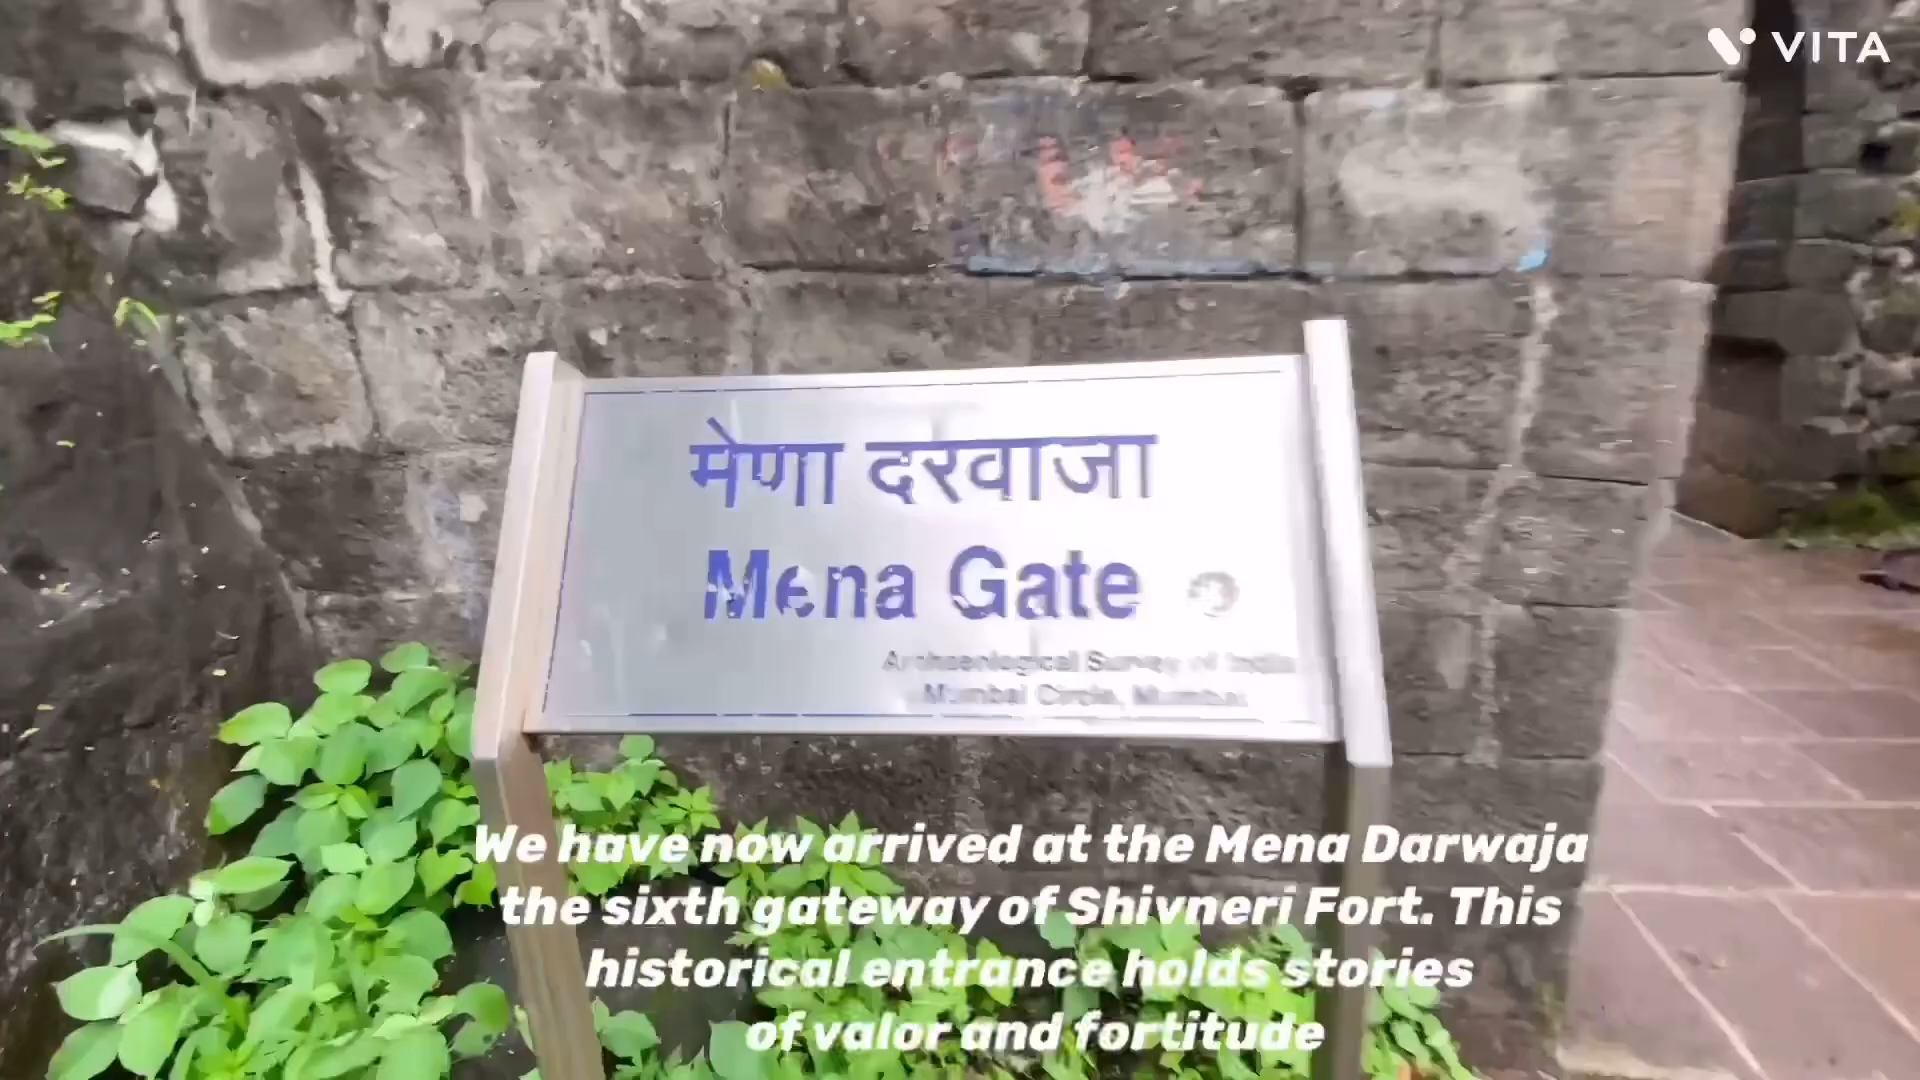 VITA
मेणा दरवाजा
Mena Gate
Archaeological Survey of India
Mumbai Circle, Mumbai
We have now arrived at the Mena Darwaja
the sixth gateway of Shivneri Fort. This
historical entrance holds stories
of valor and fortitude